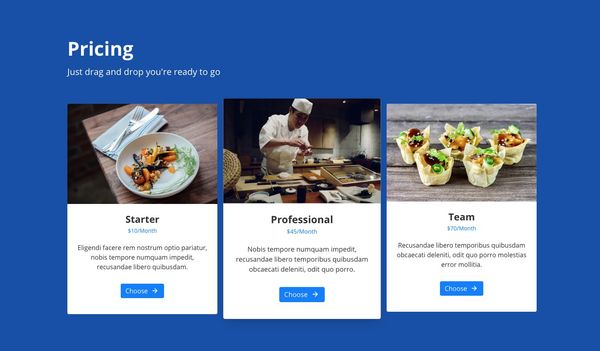 Pricing
Just drag and drop you're ready to go
Starter
$10/Month
Eligendi facere rem nostrum optio pariatur,
nobis tempore numquam impedit,
recusandae libero quibusdam.
Choose →
Professional
$45/Month
Nobis tempore numquam impedit,
recusandae libero temporibus quibusdam
obcaecati deleniti, odit quo porro.
Choose →
Team
$70/Month
Recusandae libero temporibus quibusdam
obcaecati deleniti, odit quo porro molestias
error mollitia.
Choose →